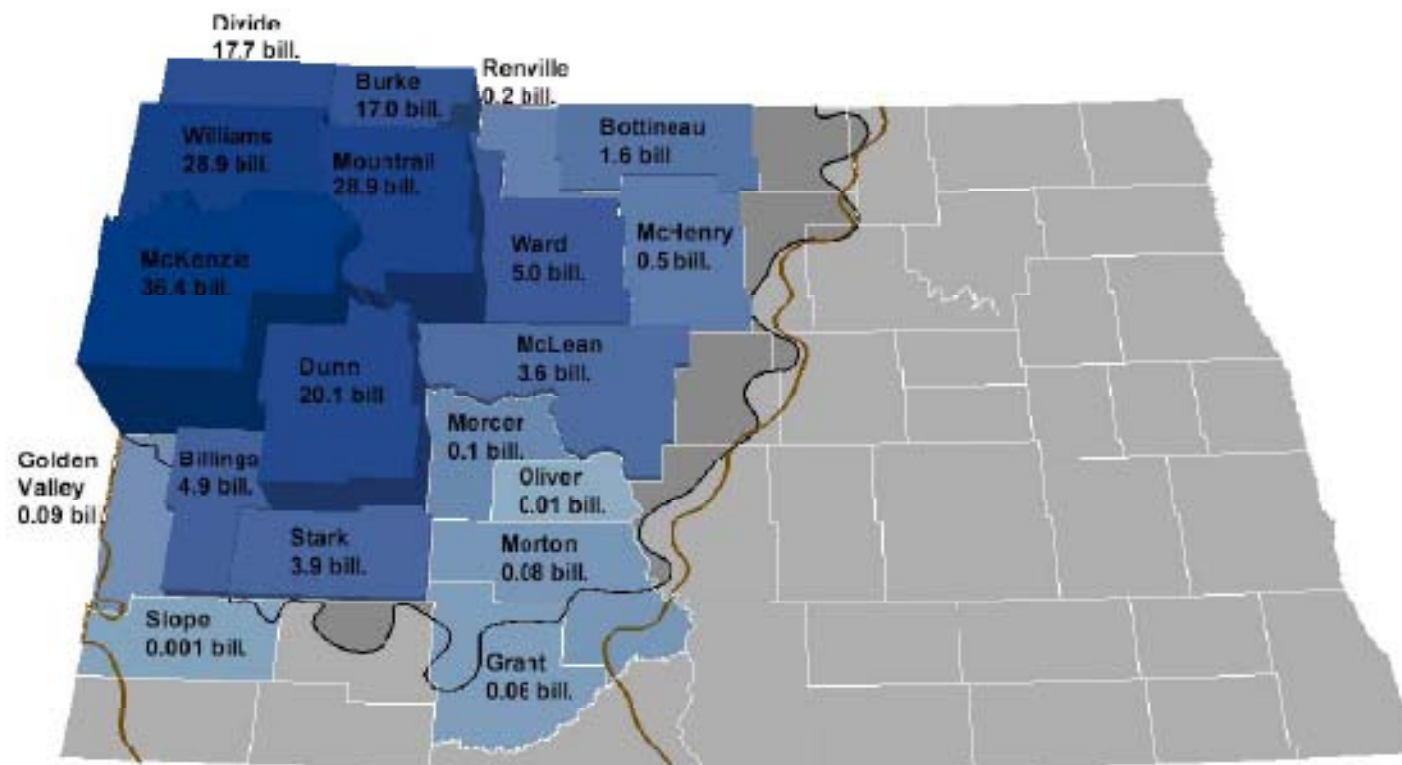 Divide
17.7 bill.
Burke
17.0 bill.
Renville
0.2 bill.
Bottineau
1.6 bill
Williams
28.9 bill.
Mountrail
28.9 bill.
McKenzie
36.4 bill.
Ward
5.0 bill.
McHenry
0.5 bill.
Dunn
20.1 bill
McLean
3.6 bill.
Mercer
0.1 bill.
Oliver
0.01 bill.
Golden
Valley
0.09 bil.
Billings
4.9 bill.
Stark
3.9 bill.
Morton
0.08 bill.
Slope
0.001 bill.
Grant
0.06 bill.